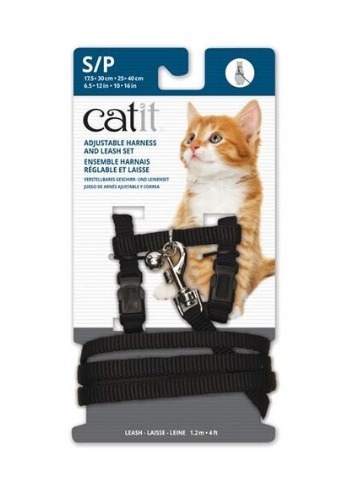 S/P
17.5 • 30 cm • 25 • 40 cm
6.5 • 12 in • 10 • 16 in
catit
ADJUSTABLE HARNESS
AND LEASH SET
ENSEMBLE HARNAIS
RÉGLABLE ET LAISSE
VERSTELLBARES GESCHIRR- UND LEINENSET
JUEGO DE ARNÉS AJUSTABLE Y CORREA
LEASH - LAISSE - LEINE 1.2 m • 4 ft